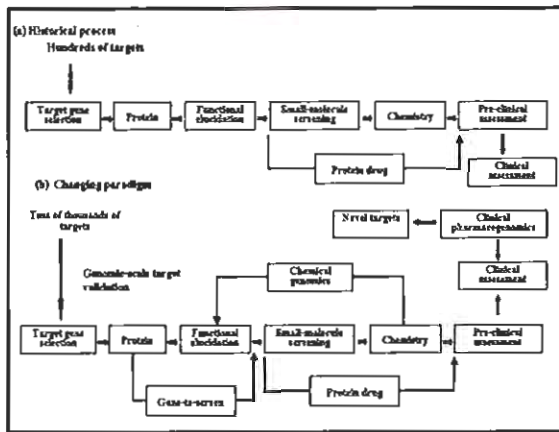 (a) Historical process
Hundreds of targets
Target gene
selection
Protein
Functional
elucidation
Small-molecule
screening
Chemistry
Pre-clinical
assessment
Protein drug
Clinical
assessment
(b) Changing paradigm
Tens of thousands of
targets
Novel targets
Clinical
pharmacogenomics
Genome-scale target
validation
Chemical
genomics
Clinical
assessment
Target gene
selection
Protein
Functional
elucidation
Small-molecule
screening
Chemistry
Pre-clinical
assessment
Gene-to-screen
Protein drug